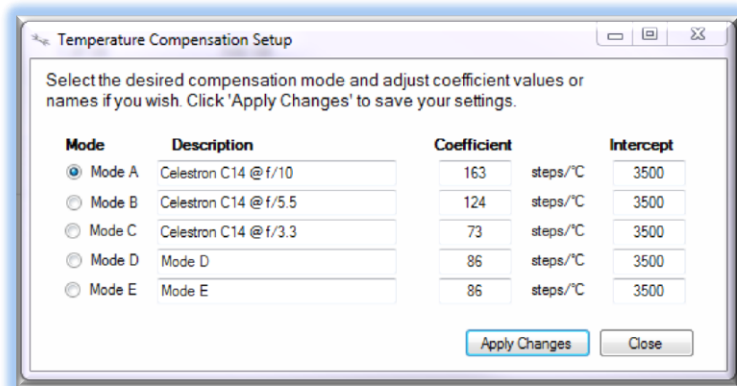 Temperature Compensation Setup
Select the desired compensation mode and adjust coefficient values or
names if you wish. Click 'Apply Changes' to save your settings.
Mode Description Coefficient Intercept
Mode A Celestron C14 @ f/10 163 steps/°C 3500
Mode B Celestron C14 @ f/5.5 124 steps/°C 3500
Mode C Celestron C14 @ f/3.3 73 steps/°C 3500
Mode D Mode D 86 steps/°C 3500
Mode E Mode E 86 steps/°C 3500
Apply Changes Close